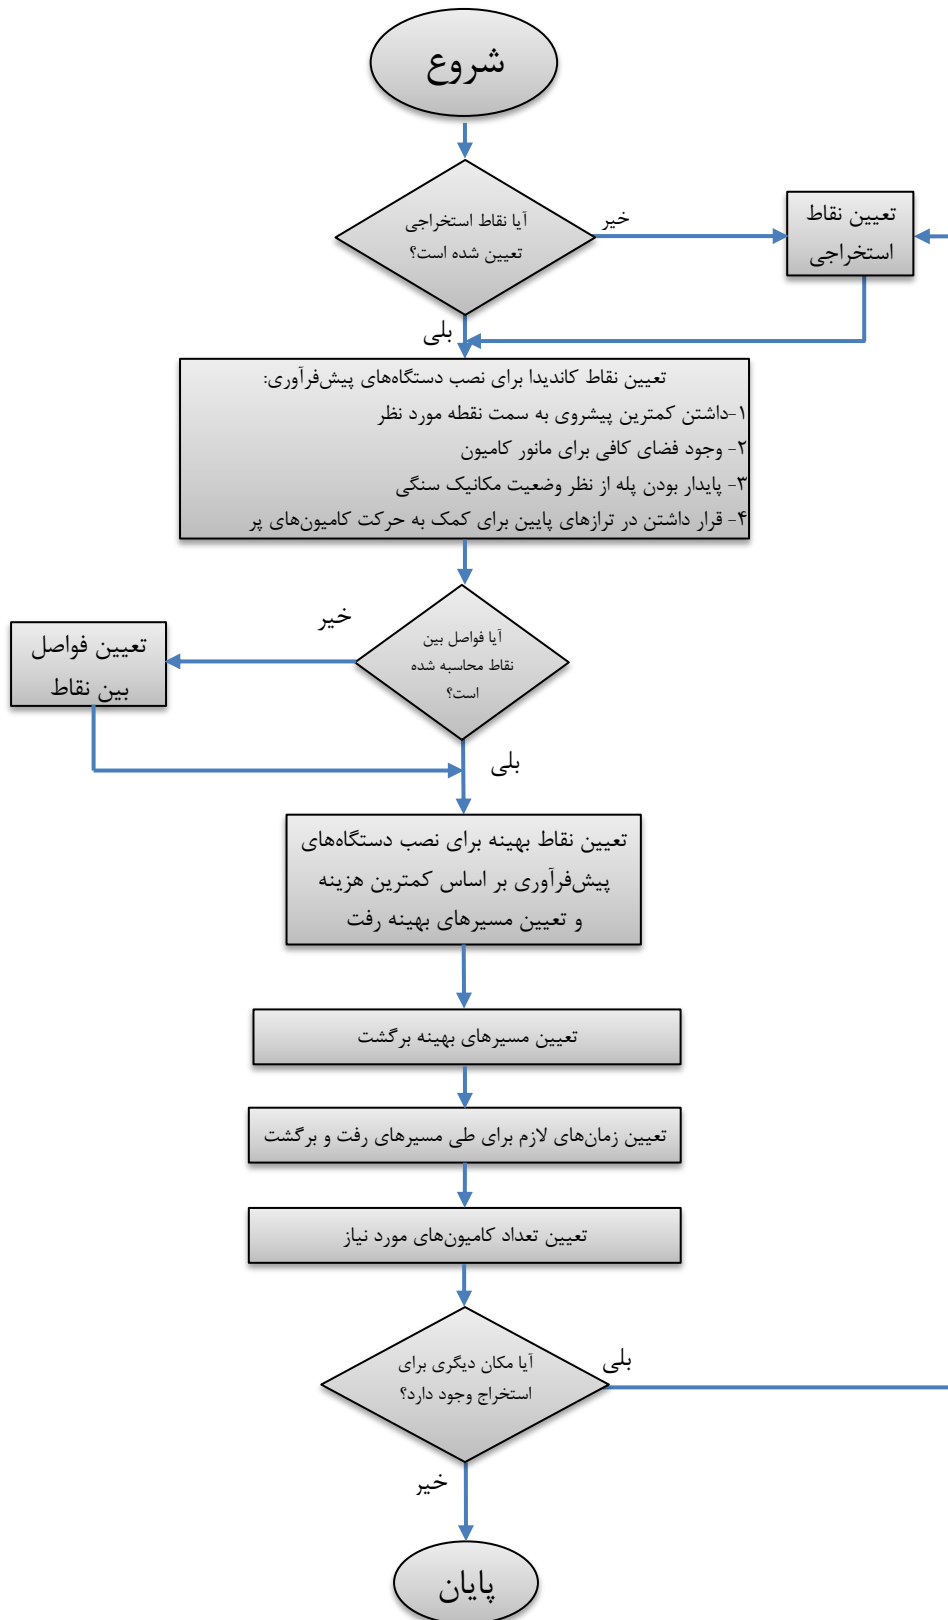 شروع
آیا نقاط استخراجی
تعیین شده است؟
خیر
تعیین نقاط
استخراجی
بلی
تعیین نقاط کاندیدا برای نصب دستگاه‌های پیش‌فرآوری:
۱-داشتن کمترین پیشروی به سمت نقطه مورد نظر
۲- وجود فضای کافی برای مانور کامیون
۳- پایدار بودن پله از نظر وضعیت مکانیک سنگی
۴- قرار داشتن در ترازهای پایین برای کمک به حرکت کامیون‌های پر
آیا فواصل بین
نقاط محاسبه شده
است؟
خیر
تعیین فواصل
بین نقاط
بلی
تعیین نقاط بهینه برای نصب دستگاه‌های
پیش‌فرآوری بر اساس کمترین هزینه
و تعیین مسیرهای بهینه رفت
تعیین مسیرهای بهینه برگشت
تعیین زمان‌های لازم برای طی مسیرهای رفت و برگشت
تعیین تعداد کامیون‌های مورد نیاز
آیا مکان دیگری برای
استخراج وجود دارد؟
بلی
خیر
پایان